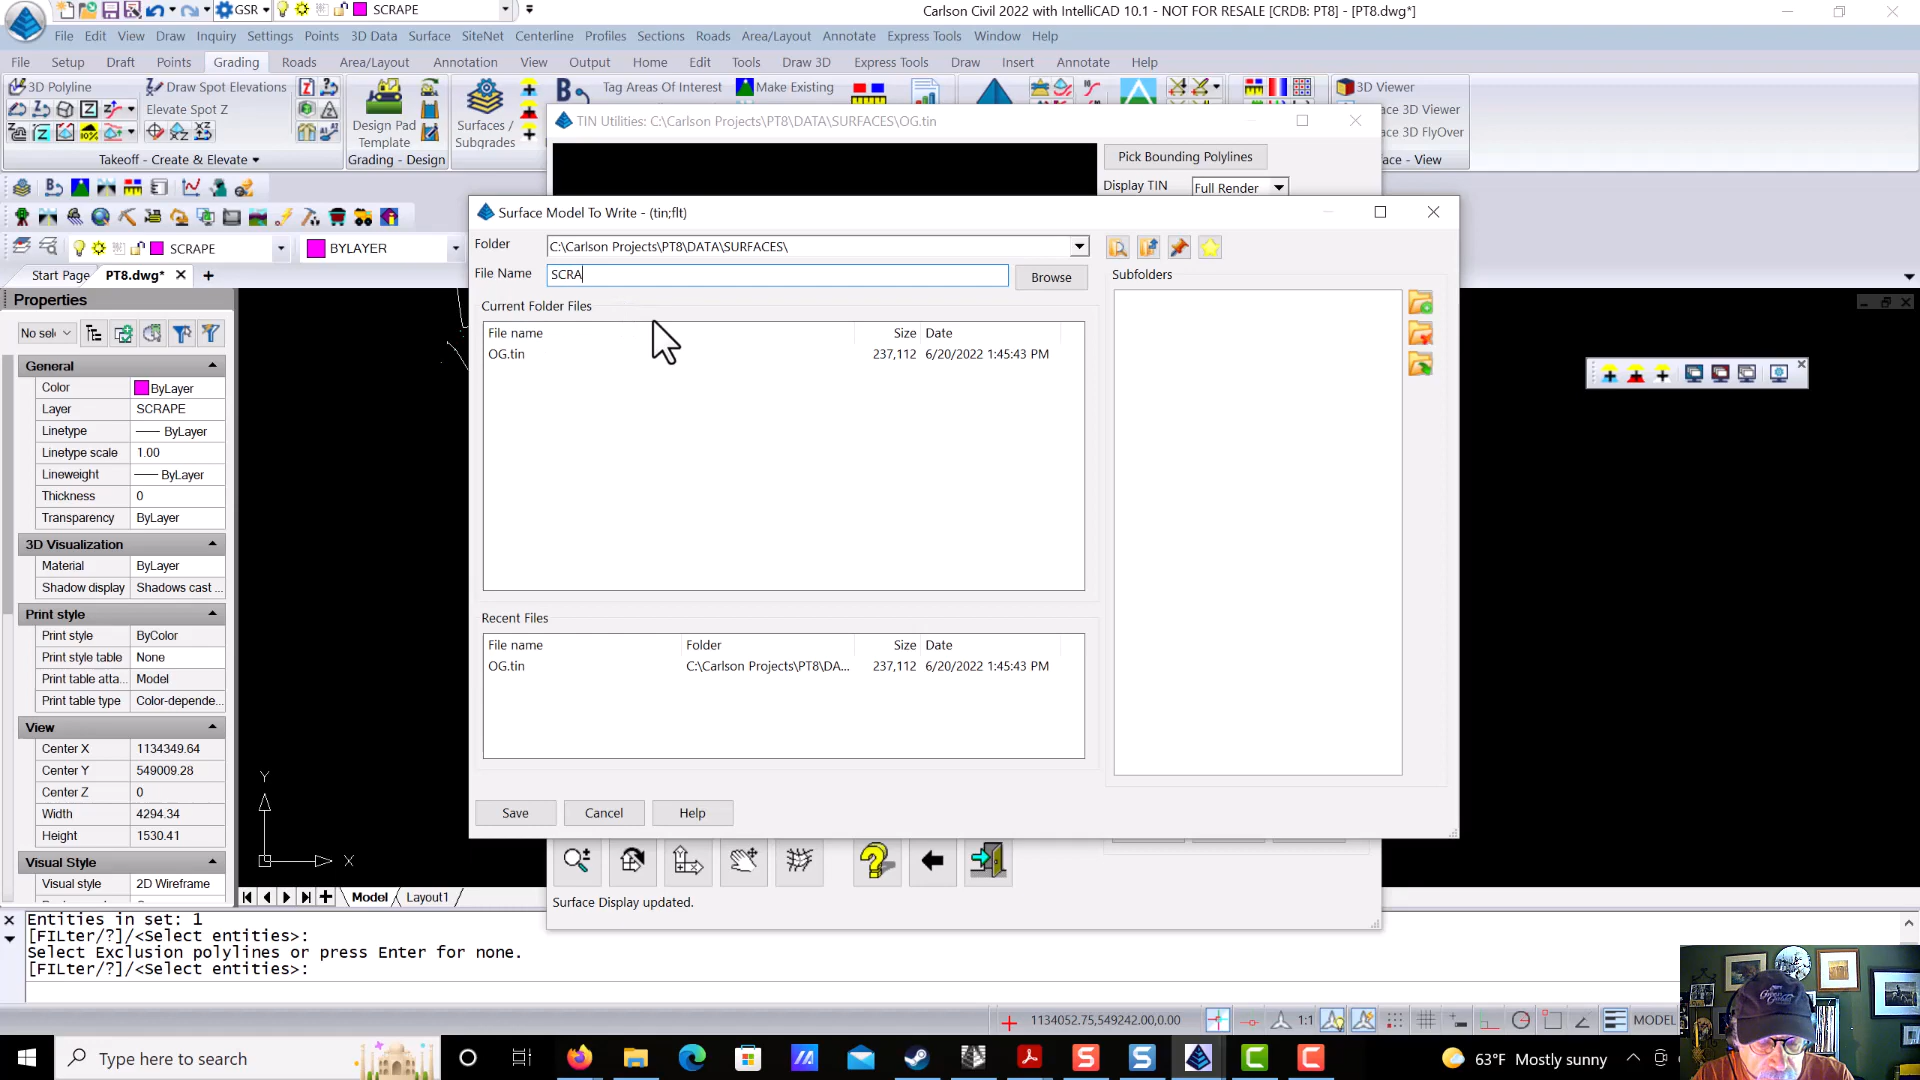 GSR
SCRAPE
Carlson Civil 2022 with IntelliCAD 10.1 - NOT FOR RESALE [CRDB: PT8] - [PT8.dwg*]
File Edit View Draw Inquiry Settings Points 3D Data Surface SiteNet Centerline Profiles Sections Roads Area/Layout Annotate Express Tools Window Help
File Setup Draft Points Grading Roads Area/Layout Annotation View Output Home Edit Tools Draw 3D Express Tools Draw Insert Annotate Help
3D Polyline
Draw Spot Elevations
Elevate Spot Z
Takeoff - Create & Elevate
Design Pad
Template
Grading - Design
Surfaces /
Subgrades
Tag Areas Of Interest
Make Existing
3D Viewer
ace 3D Viewer
ace 3D FlyOver
ace - View
TIN Utilities: C:\Carlson Projects\PT8\DATA\SURFACES\OG.tin
Pick Bounding Polylines
Display TIN Full Render
SCRAPE
BYLAYER
Start Page
PT8.dwg*
Surface Model To Write - (tin;flt)
Folder C:\Carlson Projects\PT8\DATA\SURFACES\
File Name SCRA
Browse
Subfolders
Current Folder Files
File name Size Date
OG.tin 237,112 6/20/2022 1:45:43 PM
Recent Files
File name Folder Size Date
OG.tin C:\Carlson Projects\PT8\DA... 237,112 6/20/2022 1:45:43 PM
Save Cancel Help
Surface Display updated.
Properties
No sel
General
Color ByLayer
Layer SCRAPE
Linetype ByLayer
Linetype scale 1.00
Lineweight ByLayer
Thickness 0
Transparency ByLayer
3D Visualization
Material ByLayer
Shadow display Shadows cast ...
Print style
Print style ByColor
Print style table None
Print table atta... Model
Print table type Color-depende...
View
Center X 1134349.64
Center Y 549009.28
Center Z 0
Width 4294.34
Height 1530.41
Visual Style
Visual style 2D Wireframe
Y
X
Model Layout1
Entities in set: 1
[FILter/?]/<Select entities>:
Select Exclusion polylines or press Enter for none.
[FILter/?]/<Select entities>:
1134052.75,549242.00,0.00
1:1
MODEL
Type here to search
63°F Mostly sunny